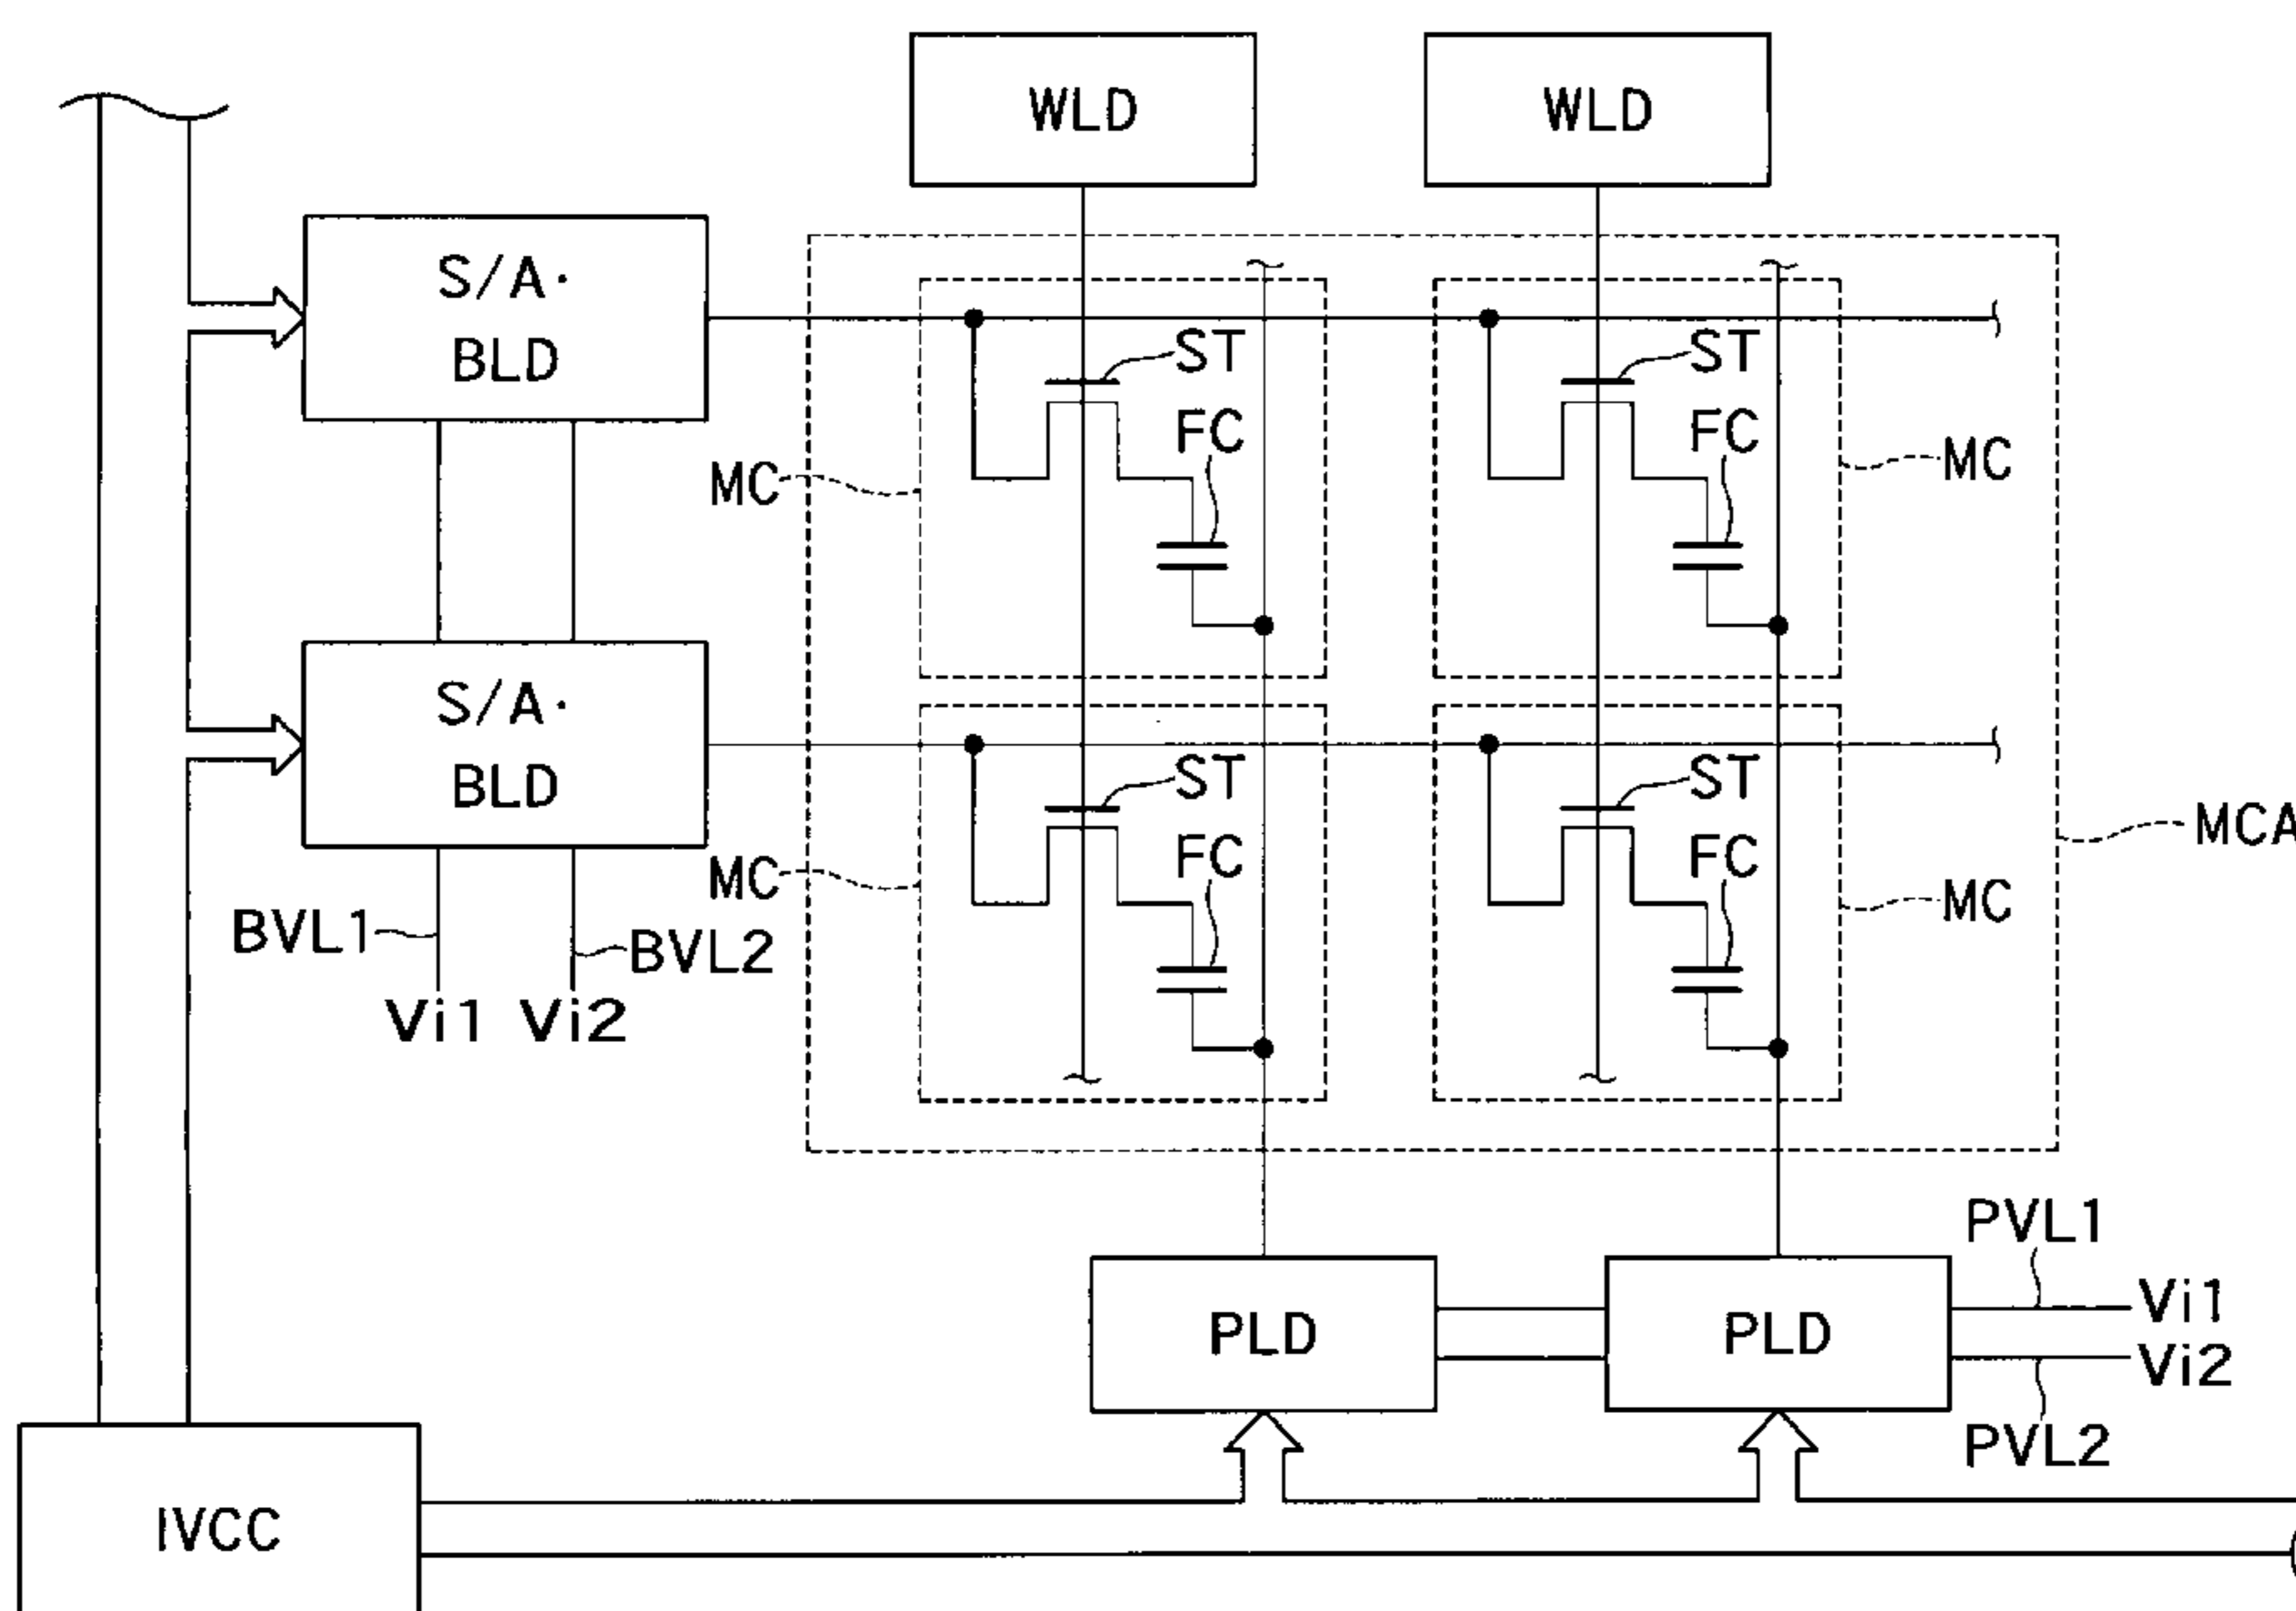 WLD
WLD
S/A·
BLD
ST
ST
FC
FC
MC
MC
S/A·
BLD
ST
ST
MCA
FC
FC
MC
MC
BVL1
BVL2
Vi1
Vi2
PVL1
Vi1
PLD
PLD
Vi2
PVL2
IVCC